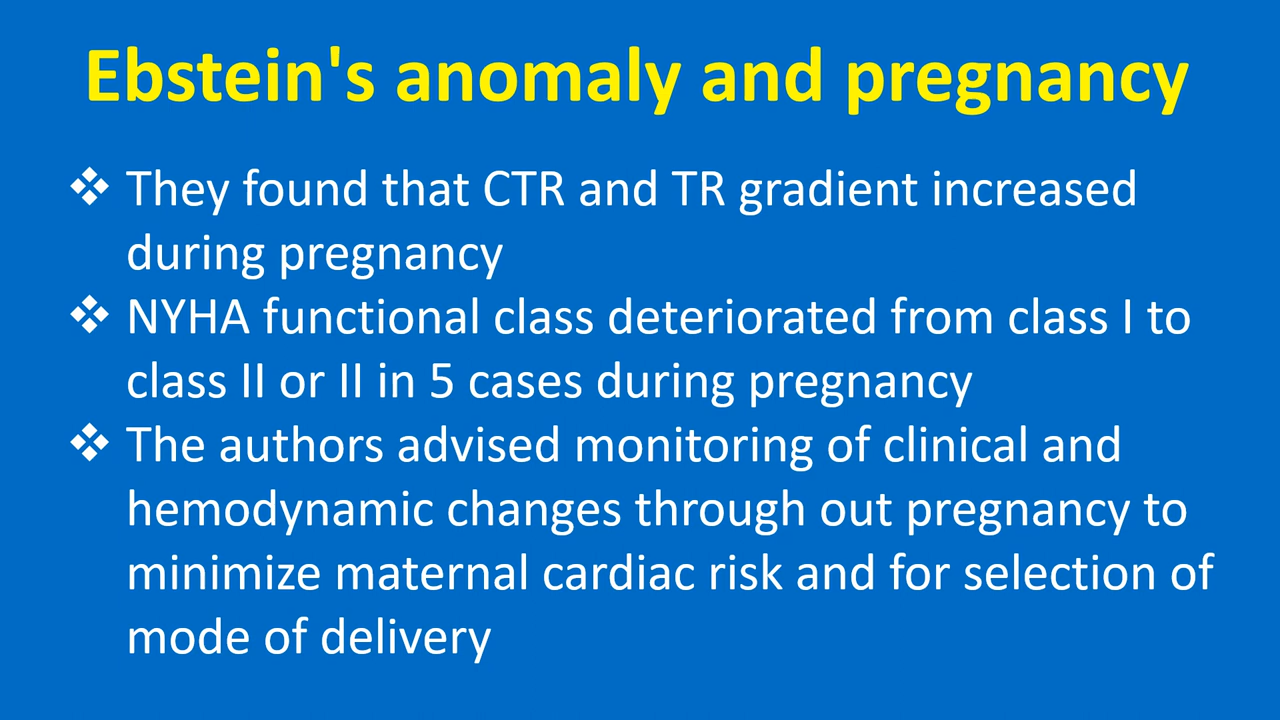 Ebstein's anomaly and pregnancy
❖ They found that CTR and TR gradient increased
during pregnancy
❖ NYHA functional class deteriorated from class I to
class II or II in 5 cases during pregnancy
❖ The authors advised monitoring of clinical and
hemodynamic changes through out pregnancy to
minimize maternal cardiac risk and for selection of
mode of delivery